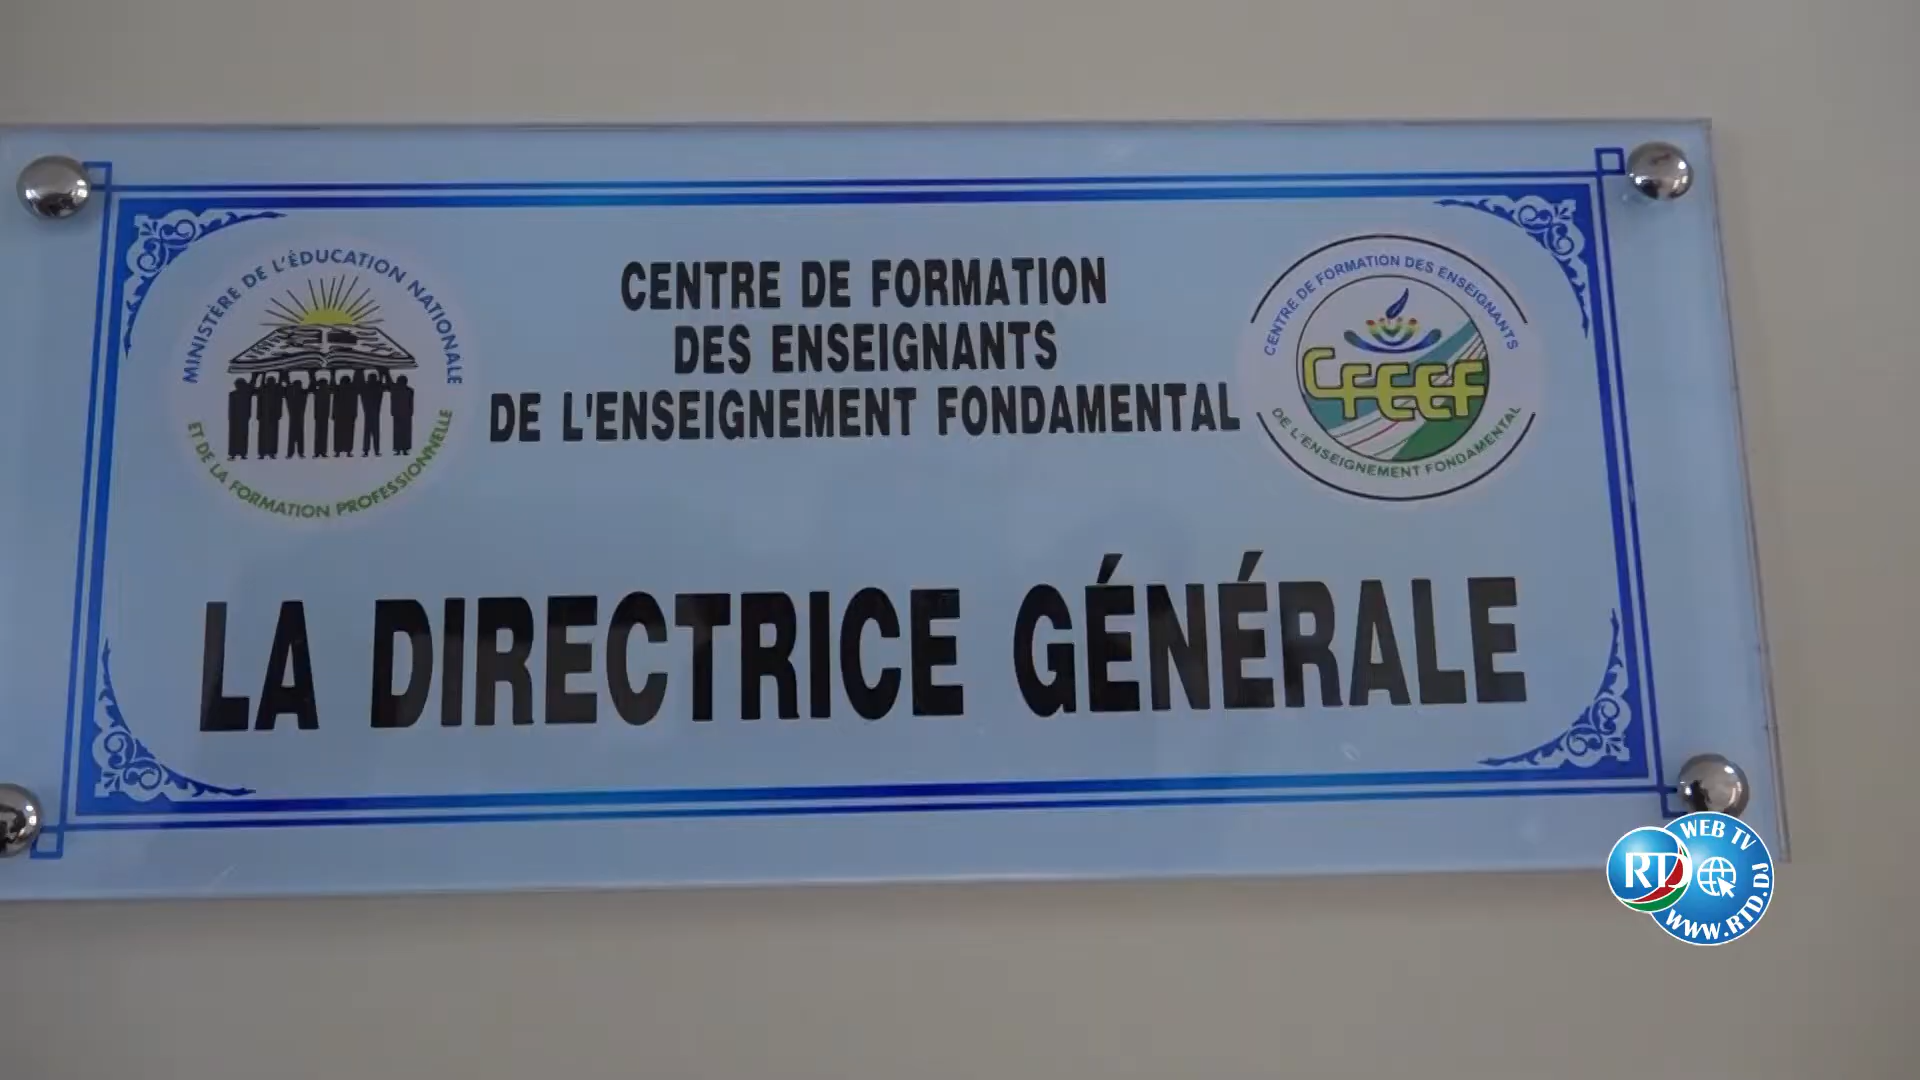 MINISTÈRE DE L'ÉDUCATION NATIONALE
ET DE LA FORMATION PROFESSIONNELLE
CENTRE DE FORMATION
DES ENSEIGNANTS
DE L'ENSEIGNEMENT FONDAMENTAL
CENTRE DE FORMATION DES ENSEIGNANTS
CFEEF
DE L'ENSEIGNEMENT FONDAMENTAL
LA DIRECTRICE GÉNÉRALE
WEB TV
RTD
WWW.RTD.DJ